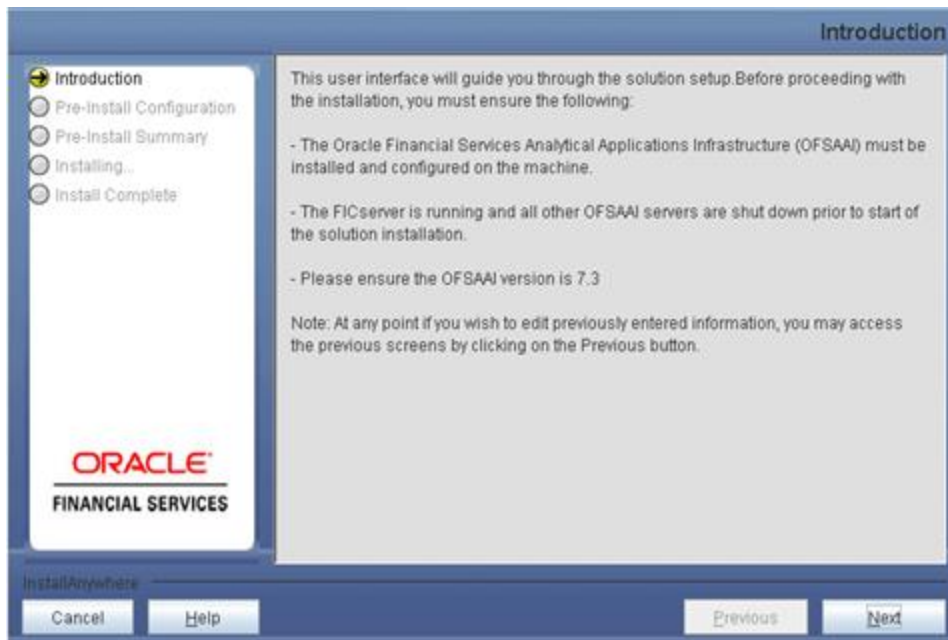 Introduction
Introduction
Pre-Install Configuration
Pre-Install Summary
Installing...
Install Complete
ORACLE
FINANCIAL SERVICES
This user interface will guide you through the solution setup.Before proceeding with
the installation, you must ensure the following:
- The Oracle Financial Services Analytical Applications Infrastructure (OFSAAI) must be
installed and configured on the machine.
- The FICserver is running and all other OFSAAI servers are shut down prior to start of
the solution installation.
- Please ensure the OFSAAI version is 7.3
Note: At any point if you wish to edit previously entered information, you may access
the previous screens by clicking on the Previous button.
InstallAnywhere
Cancel
Help
Previous
Next